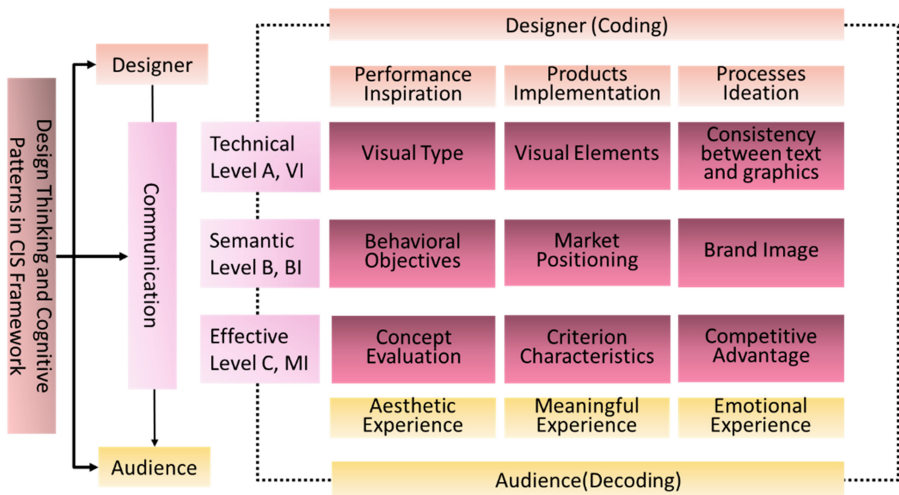 Design Thinking and Cognitive
Patterns in CIS Framework
Designer
Communication
Audience
Designer (Coding)
Performance
Inspiration
Products
Implementation
Processes
Ideation
Technical
Level A, VI
Visual Type
Visual Elements
Consistency
between text
and graphics
Semantic
Level B, BI
Behavioral
Objectives
Market
Positioning
Brand Image
Effective
Level C, MI
Concept
Evaluation
Criterion
Characteristics
Competitive
Advantage
Aesthetic
Experience
Meaningful
Experience
Emotional
Experience
Audience(Decoding)